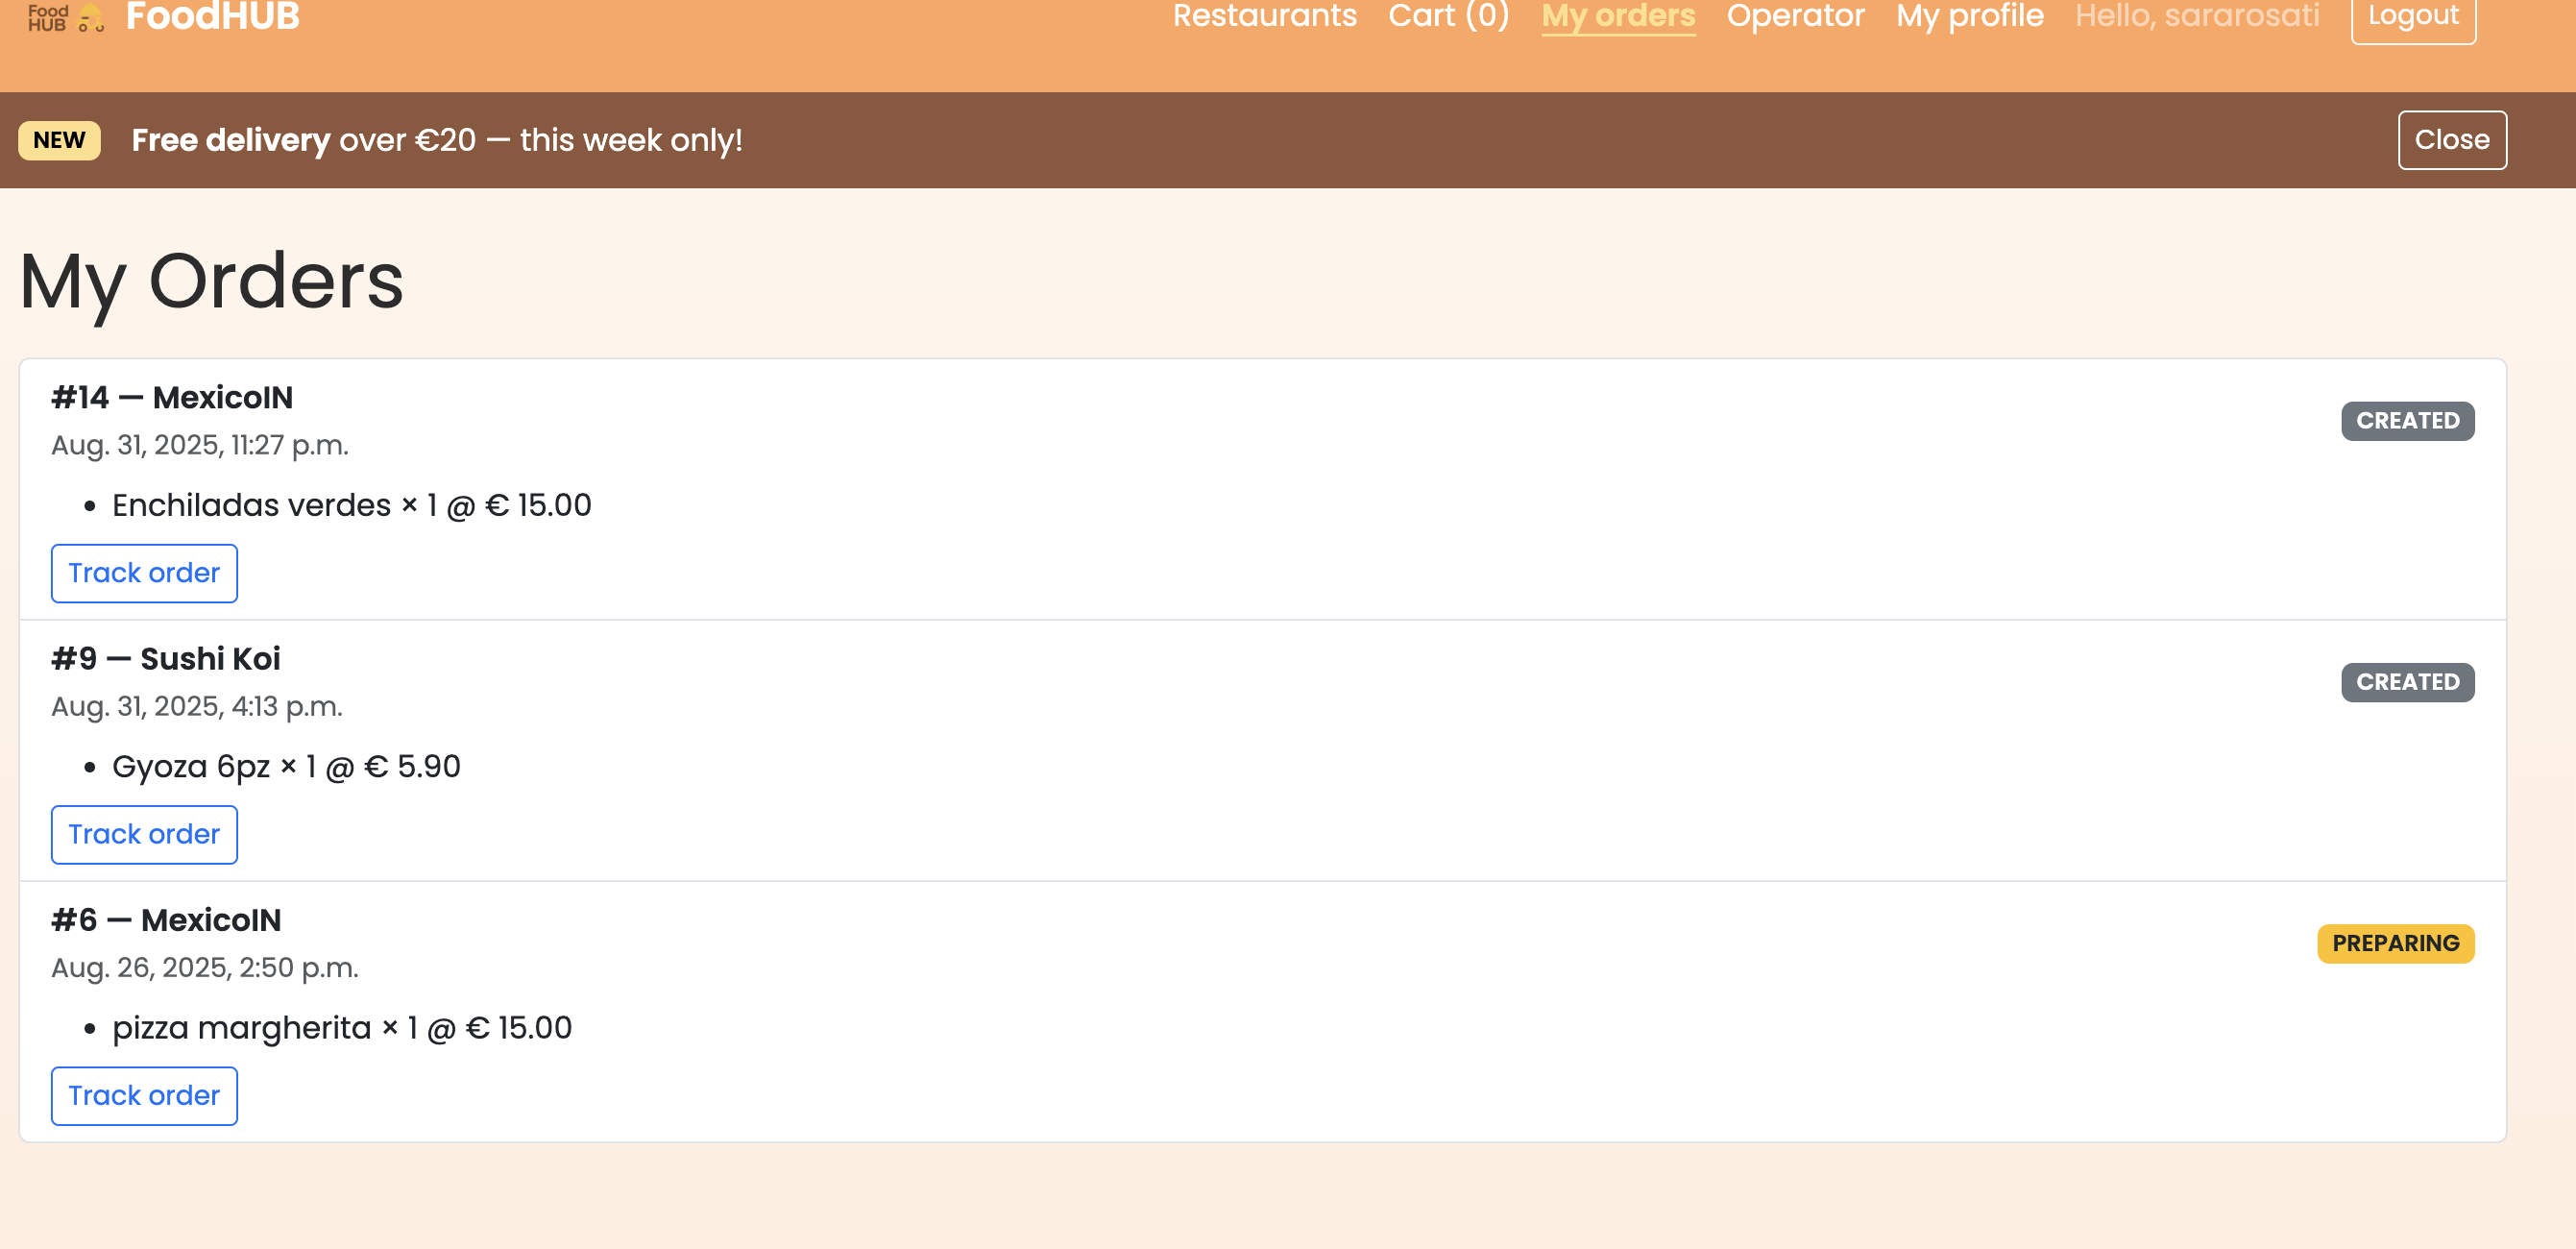 Food
HUB
FoodHUB
Restaurants Cart (0) My orders Operator My profile Hello, sararosati Logout
NEW Free delivery over €20 — this week only! Close
My Orders
#14 — MexicoIN
CREATED
Aug. 31, 2025, 11:27 p.m.
• Enchiladas verdes × 1 @ € 15.00
Track order
#9 — Sushi Koi
CREATED
Aug. 31, 2025, 4:13 p.m.
• Gyoza 6pz × 1 @ € 5.90
Track order
#6 — MexicoIN
PREPARING
Aug. 26, 2025, 2:50 p.m.
• pizza margherita × 1 @ € 15.00
Track order